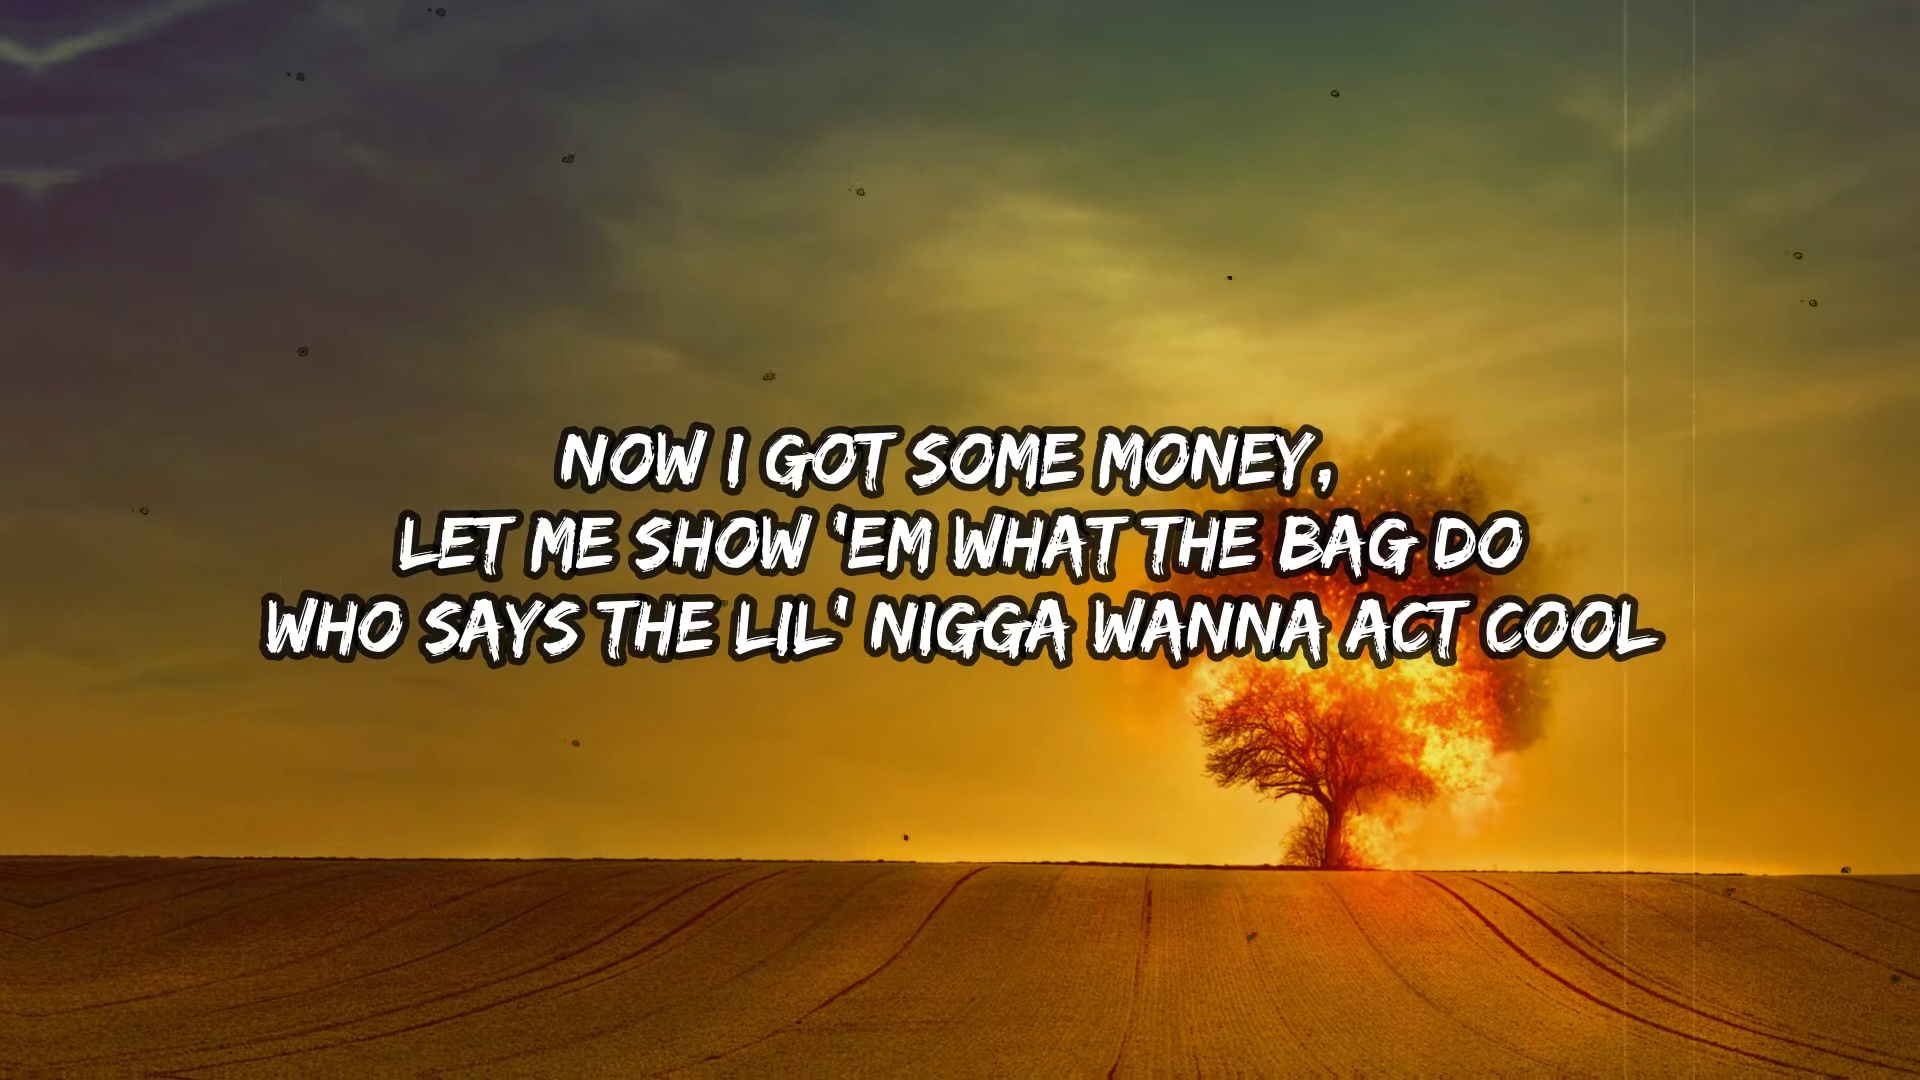 NOW I GOT SOME MONEY,
LET ME SHOW 'EM WHAT THE BAG DO
WHO SAYS THE LIL' NIGGA WANNA ACT COOL